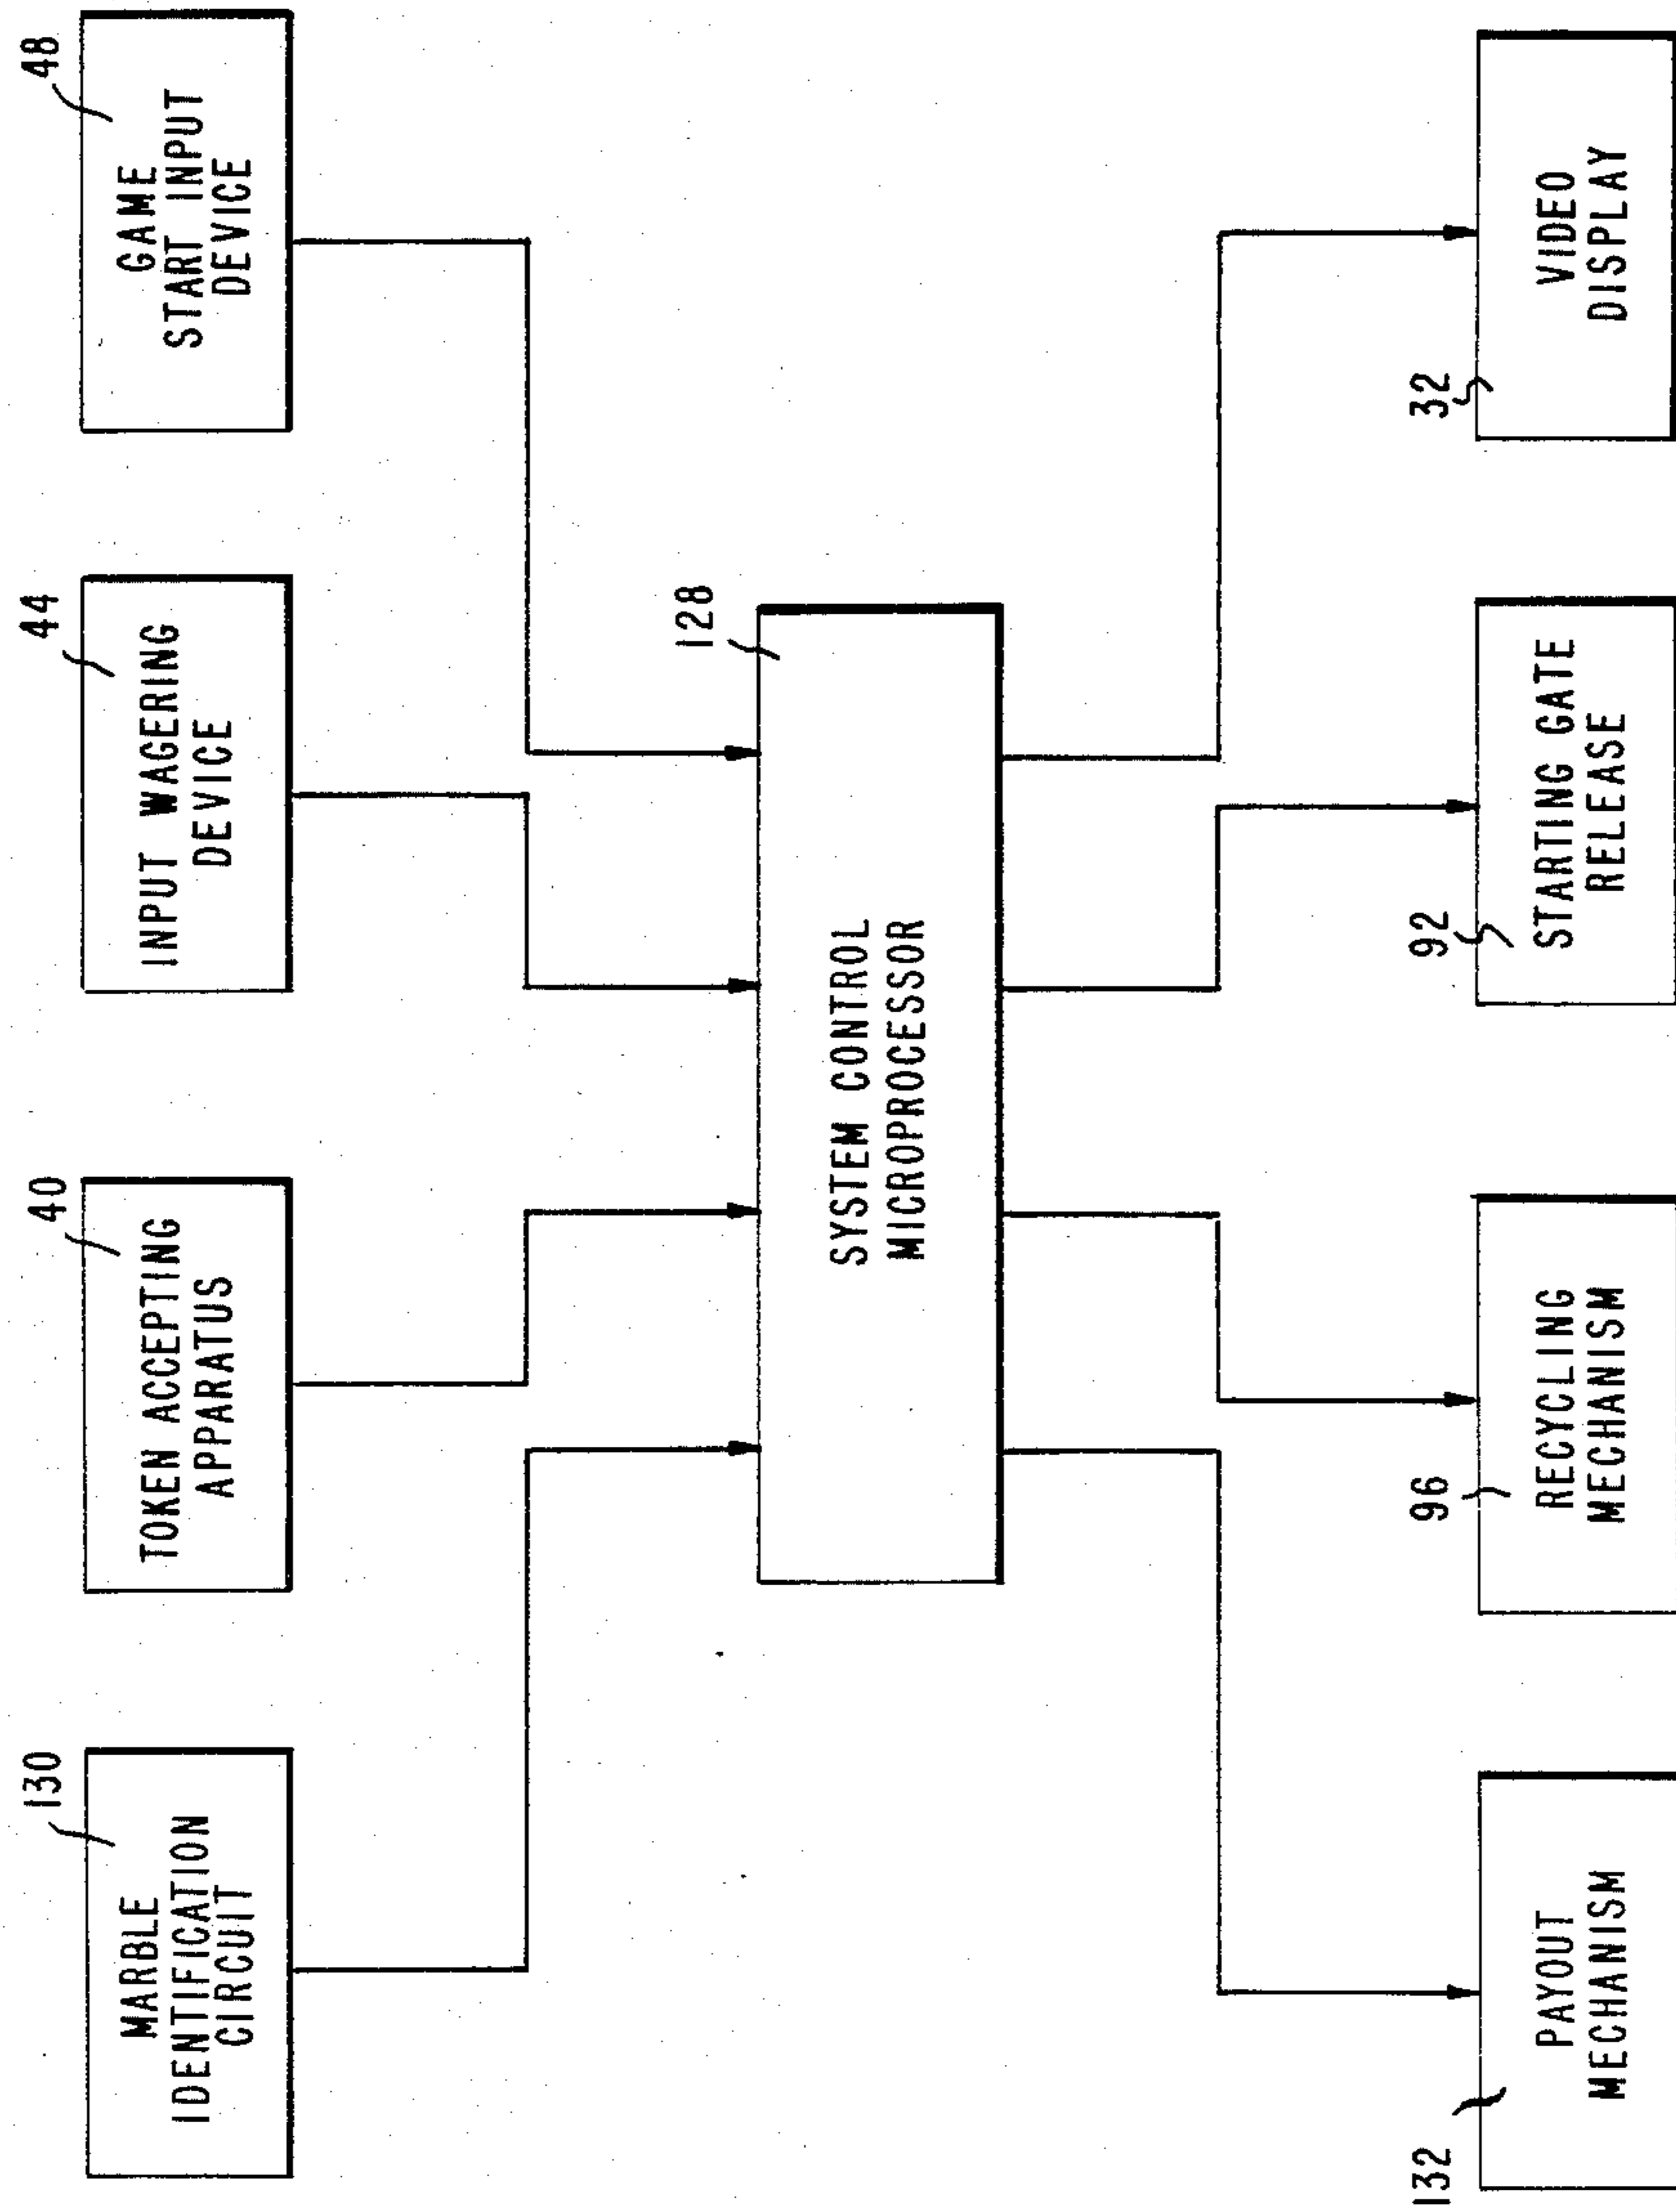 130
MARBLE
IDENTIFICATION
CIRCUIT
40
TOKEN ACCEPTING
APPARATUS
44
INPUT WAGERING
DEVICE
48
GAME
START INPUT
DEVICE
128
SYSTEM CONTROL
MICROPROCESSOR
132
PAYOUT
MECHANISM
96
RECYCLING
MECHANISM
92
STARTING GATE
RELEASE
32
VIDEO
DISPLAY